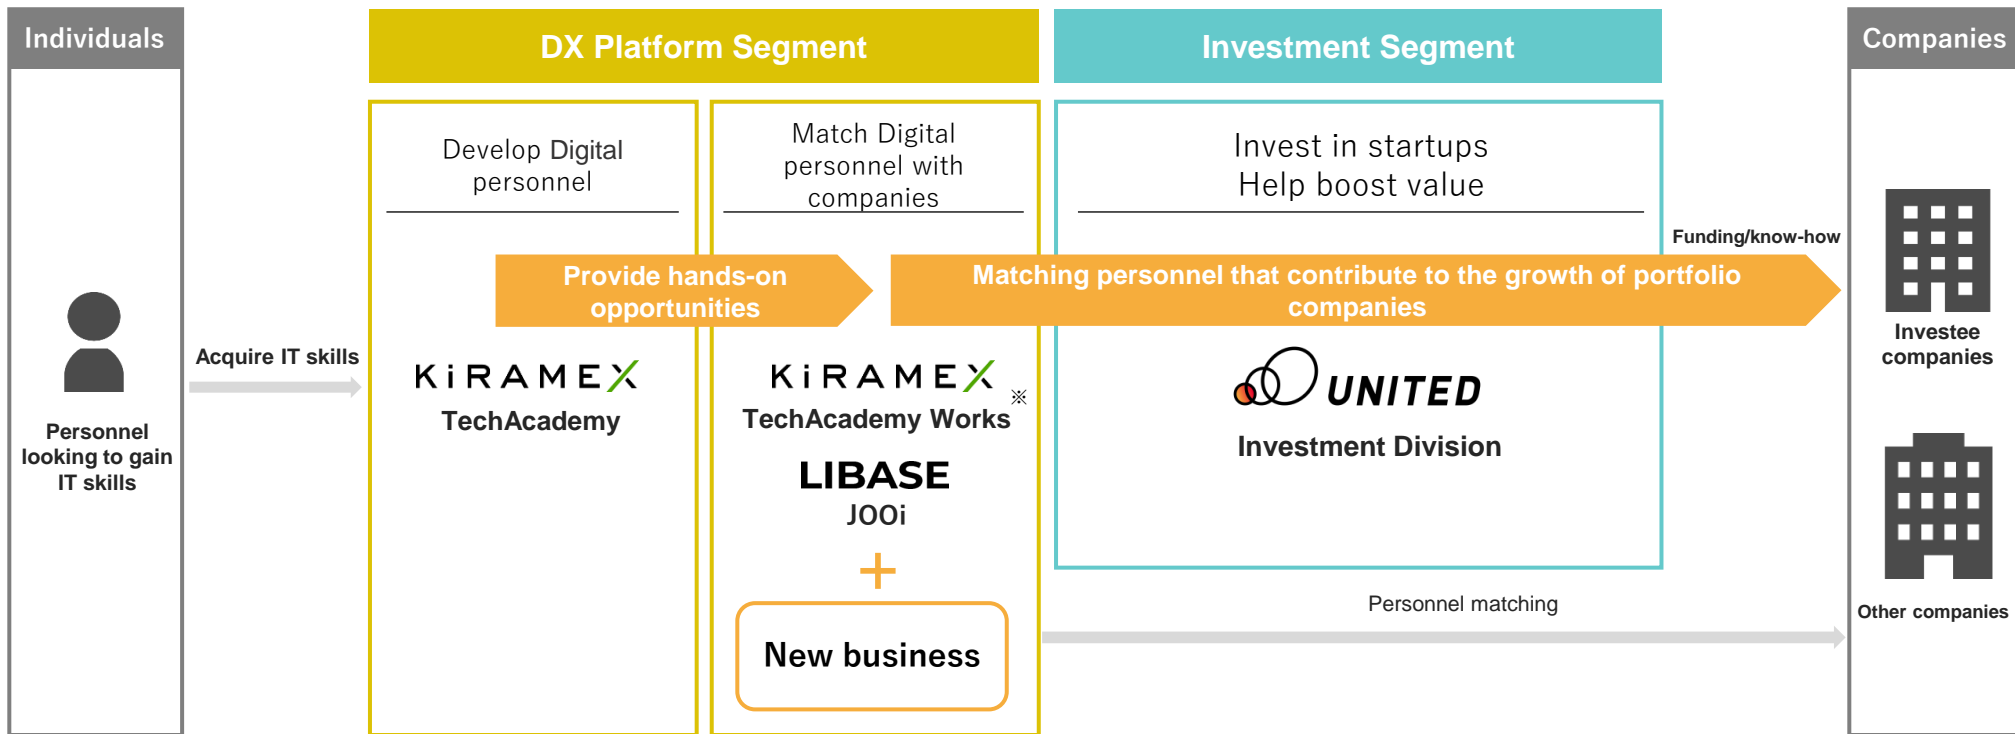 Individuals
Personnel
looking to gain
IT skills
Acquire IT skills
DX Platform Segment
Develop Digital
personnel
Match Digital
personnel with
companies
Provide hands-on
opportunities
KiRAMEX
TechAcademy
KiRAMEX
※
TechAcademy Works
LIBASE
JOOi
+
New business
Investment Segment
Invest in startups
Help boost value
Matching personnel that contribute to the growth of portfolio
companies
UNITED
Investment Division
Funding/know-how
Personnel matching
Companies
Investee
companies
Other companies